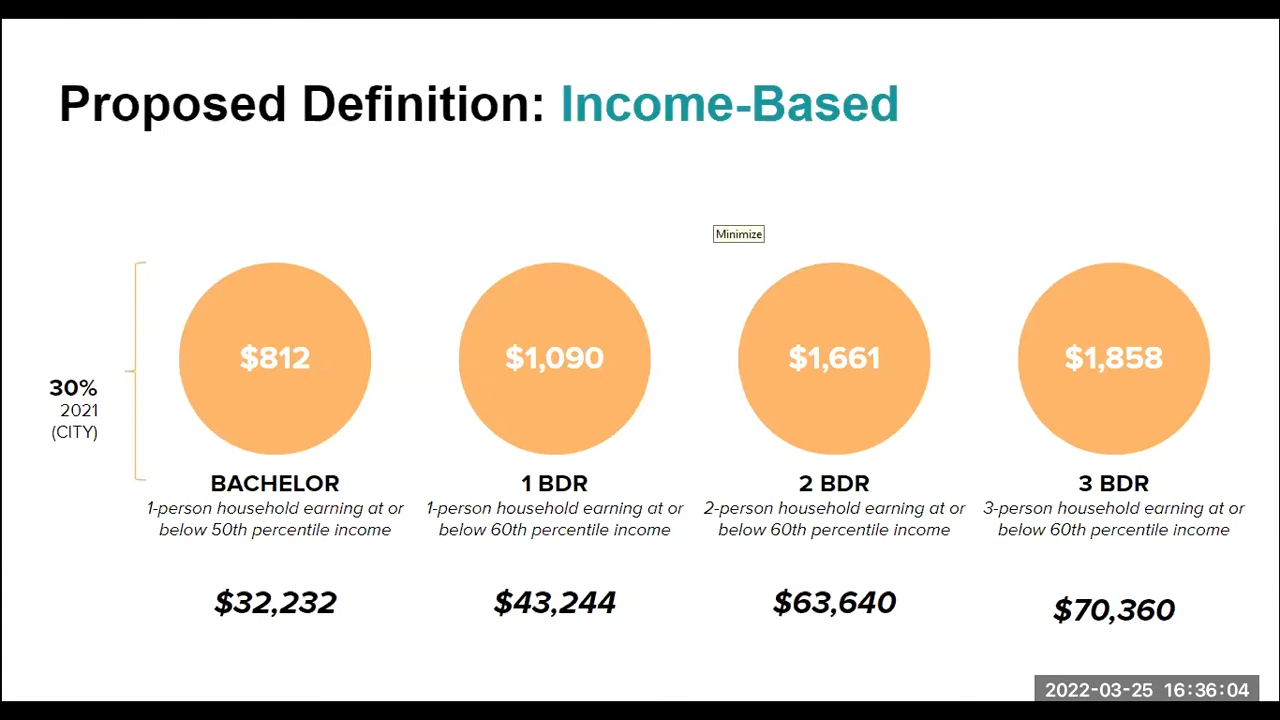 Proposed Definition: Income-Based
Minimize
30%
2021
(CITY)
$812
$1,090
$1,661
$1,858
BACHELOR
1-person household earning at or
below 50th percentile income
1 BDR
1-person household earning at or
below 60th percentile income
2 BDR
2-person household earning at or
below 60th percentile income
3 BDR
3-person household earning at or
below 60th percentile income
$32,232
$43,244
$63,640
$70,360
2022-03-25 16:36:04